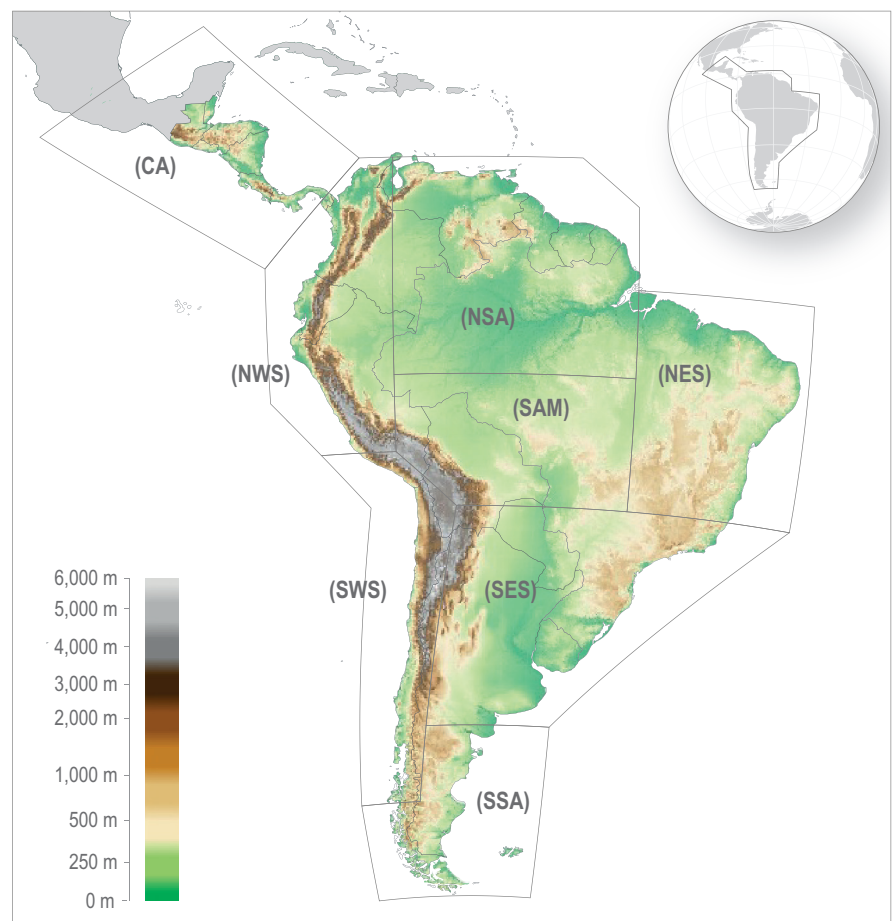 (CA)
(NSA)
(NWS)
(NES)
(SAM)
(SWS)
(SES)
(SSA)
6,000 m
5,000 m
4,000 m
3,000 m
2,000 m
1,000 m
500 m
250 m
0 m